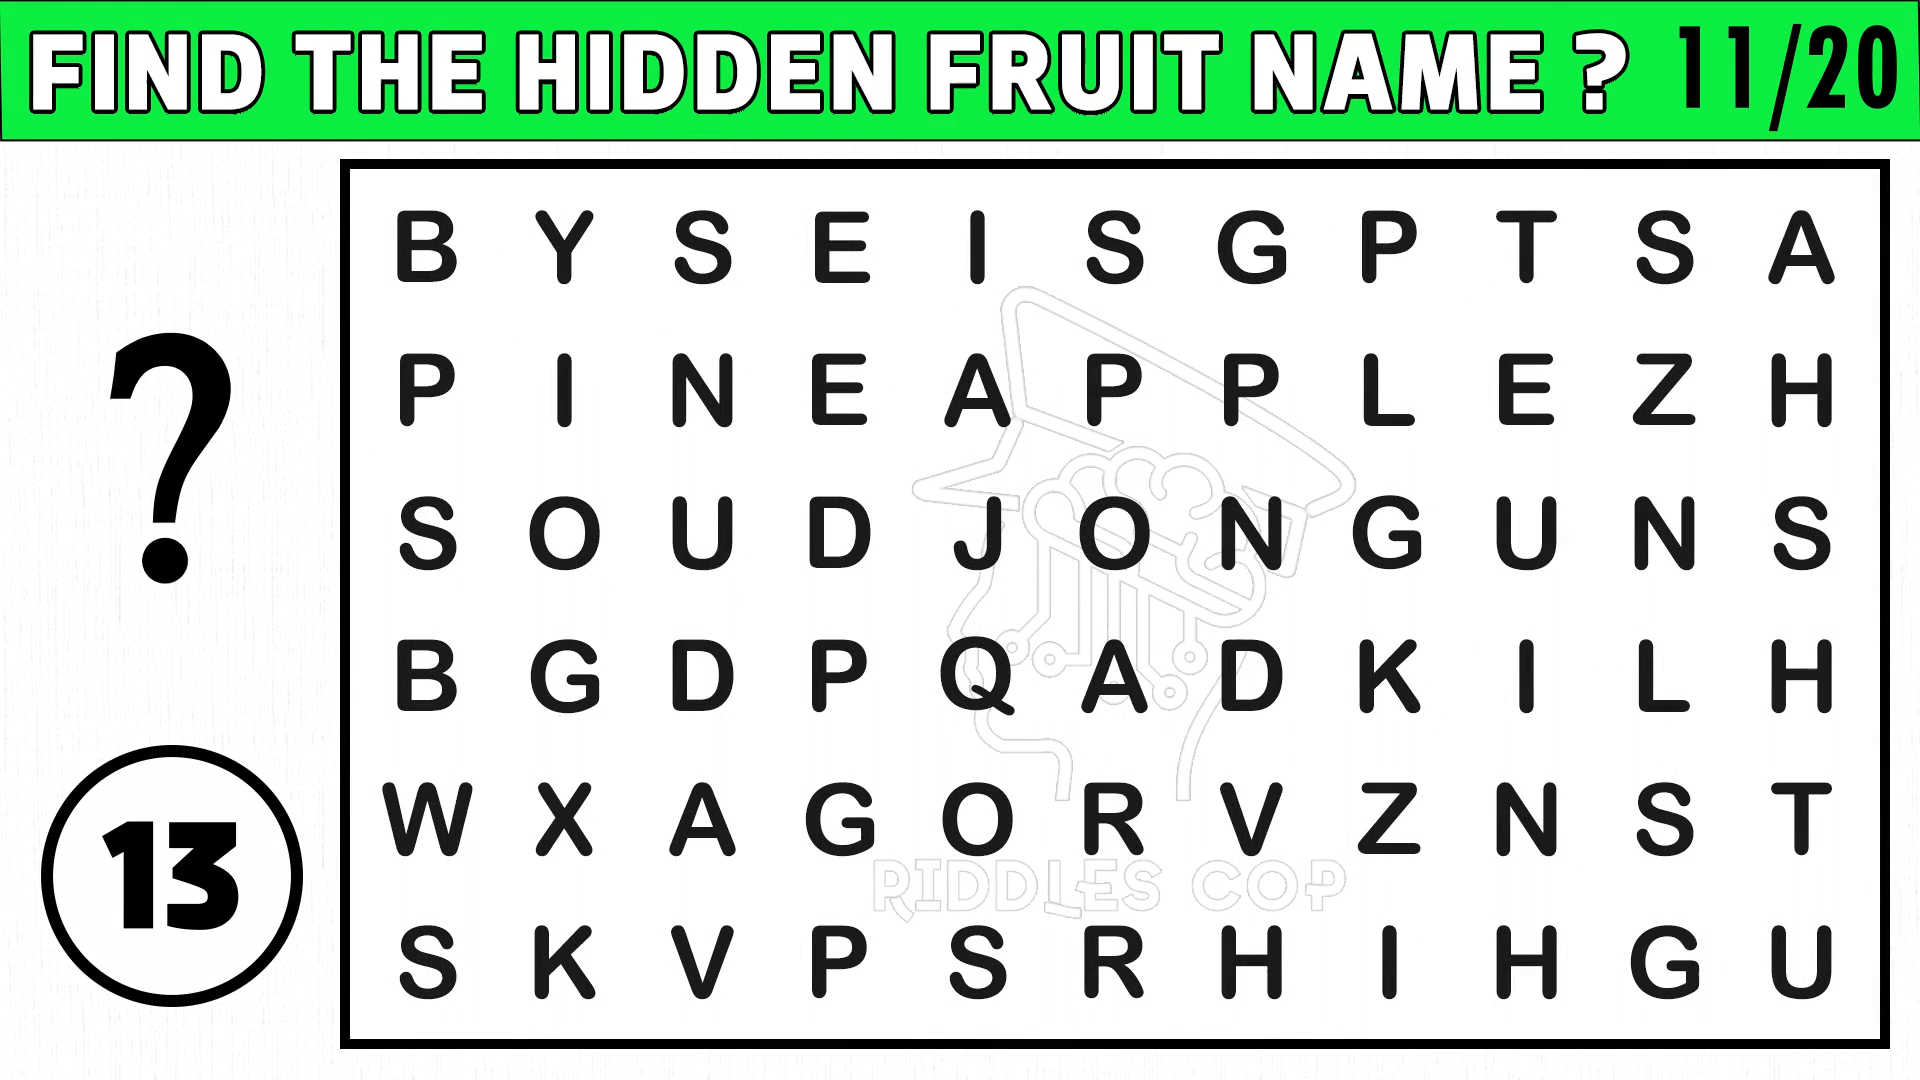 FIND THE HIDDEN FRUIT NAME ? 11/20
?
B Y S E I S G P T S A
P I N E A P P L E Z H
S O U D J O N G U N S
B G D P Q A D K I L H
W X A G O R V Z N S T
S K V P S R H I H G U
RIDDLES COP
13